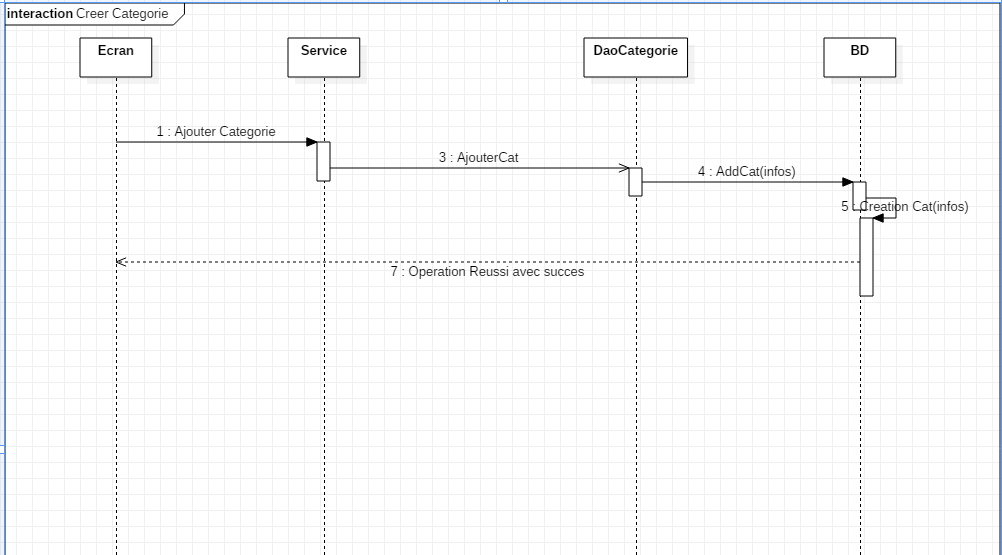 interaction Creer Categorie
Ecran
Service
DaoCategorie
BD
1 : Ajouter Categorie
3 : AjouterCat
4 : AddCat(infos)
5 : Creation Cat(infos)
7 : Operation Reussi avec succes